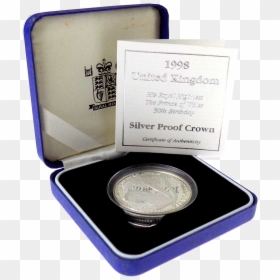 1998
United Kingdom
His Royal Highness
The Prince of Wales
50th Birthday
Silver Proof Crown
Certificate of Authenticity